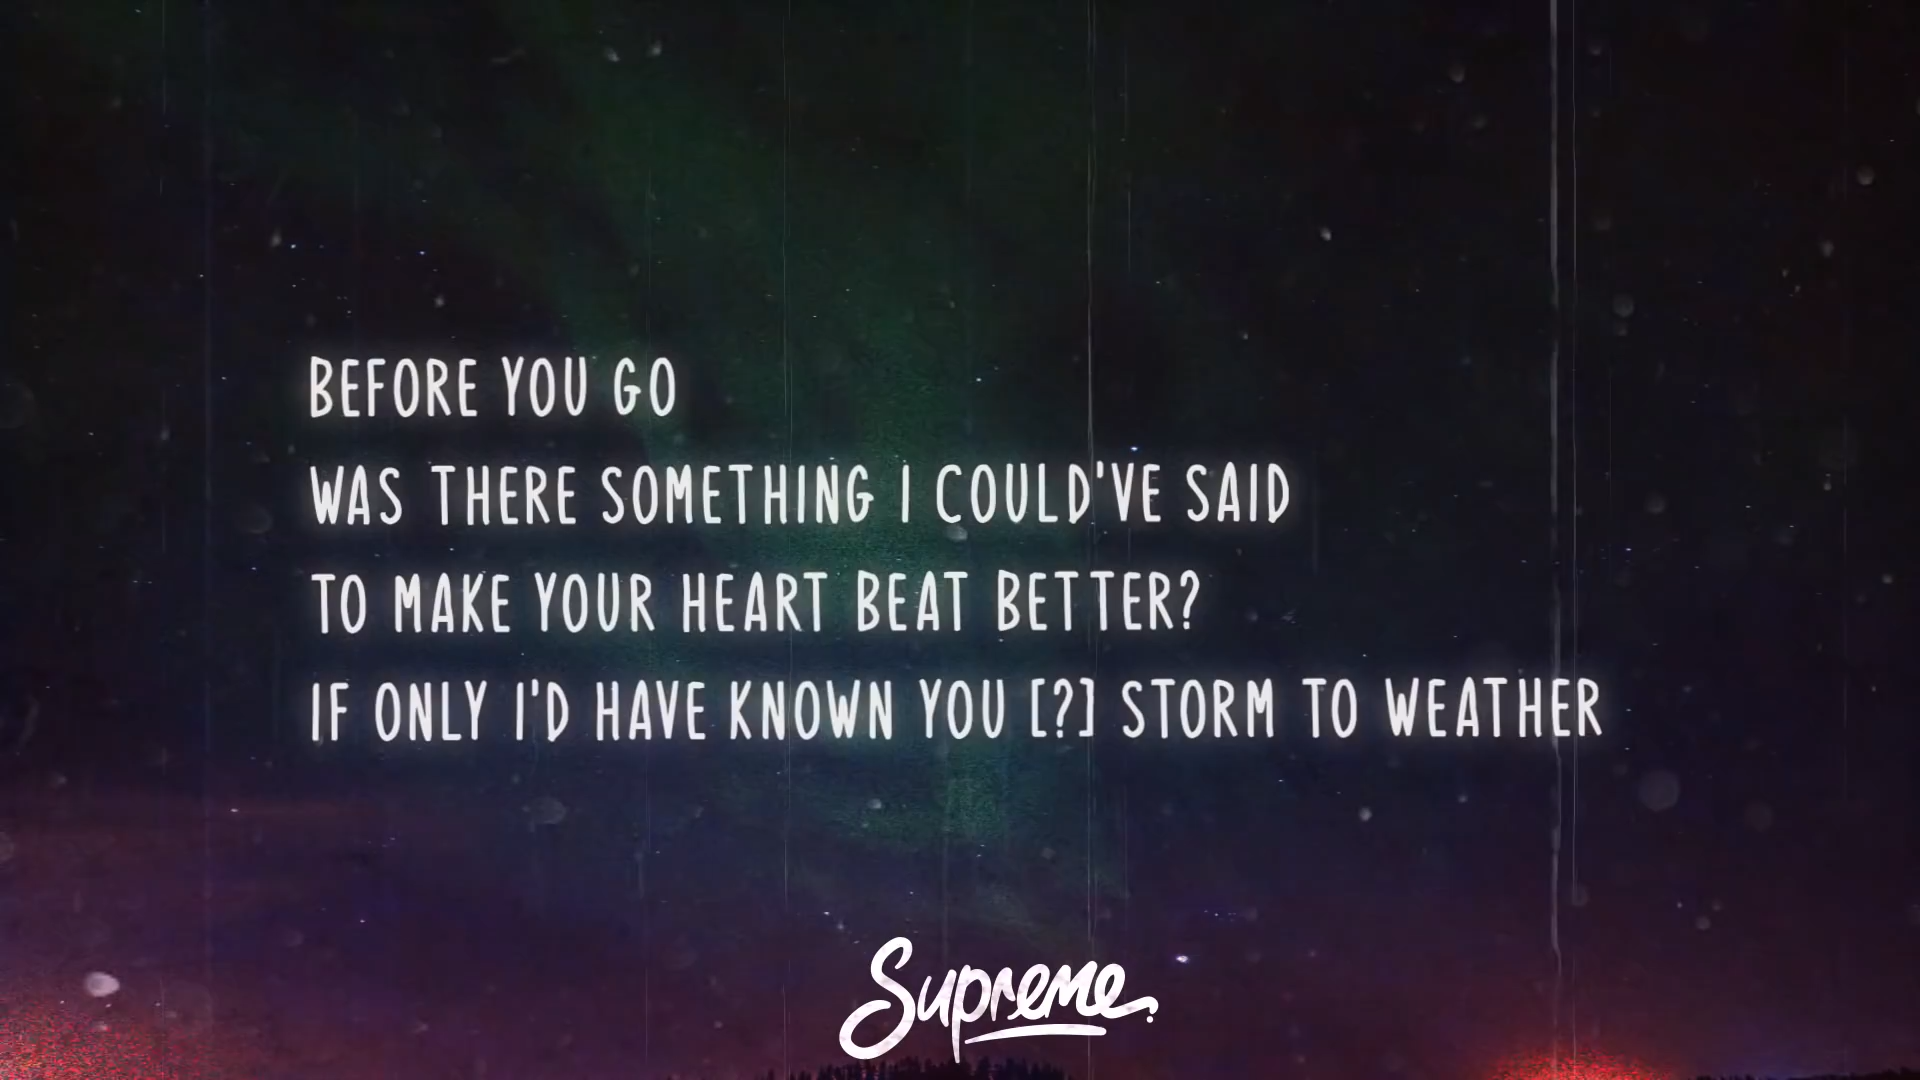 BEFORE YOU GO
WAS THERE SOMETHING I COULD'VE SAID
TO MAKE YOUR HEART BEAT BETTER?
IF ONLY I'D HAVE KNOWN YOU [?] STORM TO WEATHER
Supreme